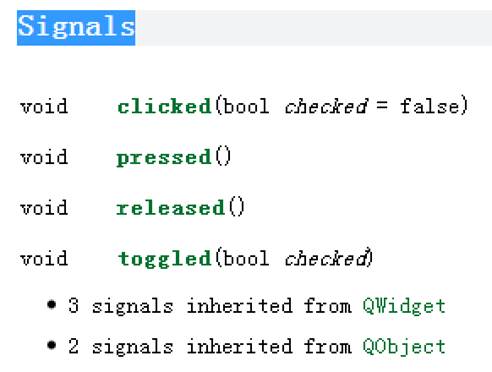 Signals
void clicked(bool checked = false)
void pressed()
void released()
void toggled(bool checked)
• 3 signals inherited from QWidget
• 2 signals inherited from QObject